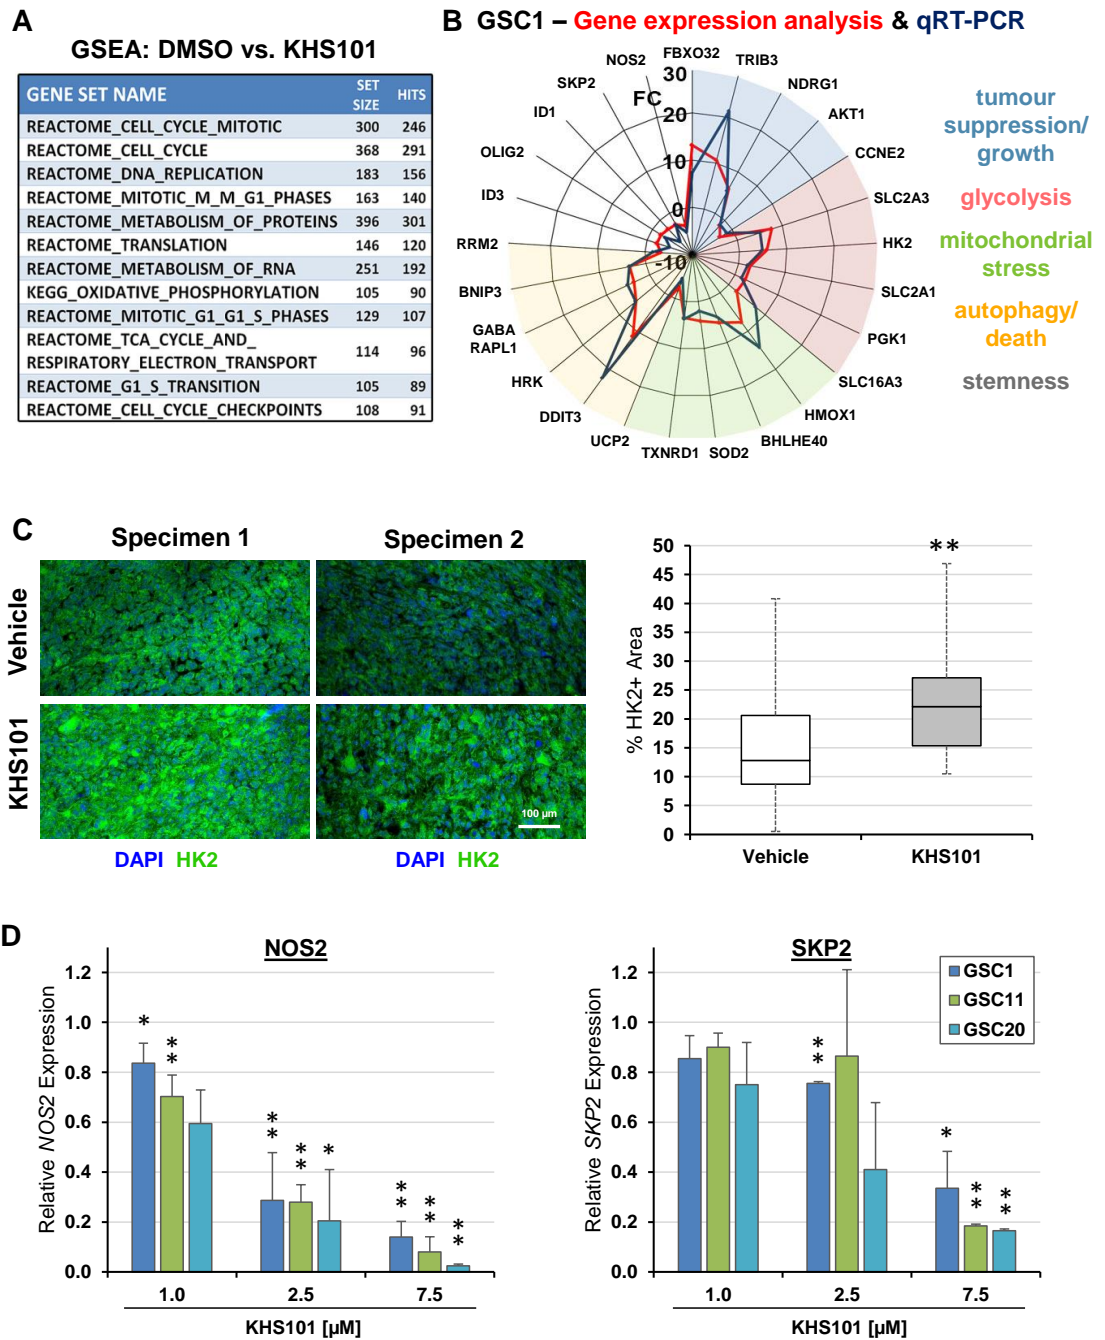 A
GSEA: DMSO vs. KHS101
GENE SET NAME SET SIZE HITS
REACTOME_CELL_CYCLE_MITOTIC 300 246
REACTOME_CELL_CYCLE 368 291
REACTOME_DNA_REPLICATION 183 156
REACTOME_MITOTIC_M_M_G1_PHASES 163 140
REACTOME_METABOLISM_OF_PROTEINS 396 301
REACTOME_TRANSLATION 146 120
REACTOME_METABOLISM_OF_RNA 251 192
KEGG_OXIDATIVE_PHOSPHORYLATION 105 90
REACTOME_MITOTIC_G1_G1_S_PHASES 129 107
REACTOME_TCA_CYCLE_AND_
RESPIRATORY_ELECTRON_TRANSPORT 114 96
REACTOME_G1_S_TRANSITION 105 89
REACTOME_CELL_CYCLE_CHECKPOINTS 108 91
B GSC1 – Gene expression analysis & qRT-PCR
FBXO32
TRIB3
NDRG1
AKT1
CCNE2
SLC2A3
HK2
SLC2A1
PGK1
SLC16A3
HMOX1
BHLHE40
SOD2
TXNRD1
UCP2
DDIT3
HRK
GABA
RAPL1
BNIP3
RRM2
ID3
OLIG2
ID1
SKP2
NOS2
FC
30
20
10
0
-10
tumour
suppression/
growth
glycolysis
mitochondrial
stress
autophagy/
death
stemness
C
Specimen 1 Specimen 2
Vehicle
KHS101
100 µm
DAPI HK2 DAPI HK2
% HK2+ Area
50
45
40
35
30
25
20
15
10
5
0
**
Vehicle KHS101
D
NOS2
Relative NOS2 Expression
1.2
1.0
0.8
0.6
0.4
0.2
0.0
* ** ** ** * ** ** **
1.0 2.5 7.5
KHS101 [µM]
SKP2
Relative SKP2 Expression
1.2
1.0
0.8
0.6
0.4
0.2
0.0
** * ** **
1.0 2.5 7.5
KHS101 [µM]
GSC1
GSC11
GSC20